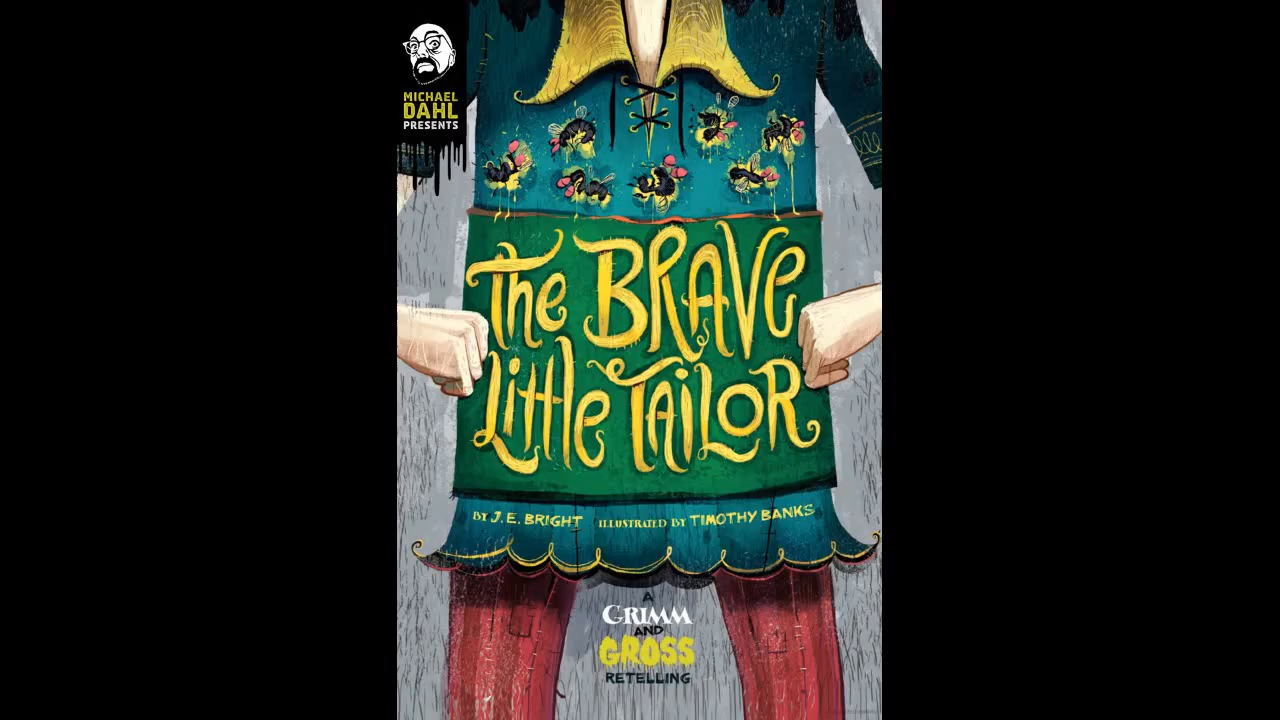 MICHAEL
DAHL
PRESENTS
The BRAVe
Little TAILOR
BY J. E. BRIGHT ILLUSTRATED BY TIMOTHY BANKS
A
GRIMM
AND
GROSS
RETELLING